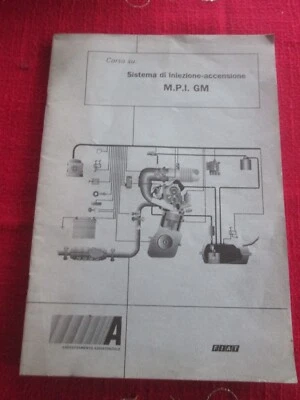 Corso su:
Sistema di iniezione-accensione
M.P.I. GM
A
FIAT